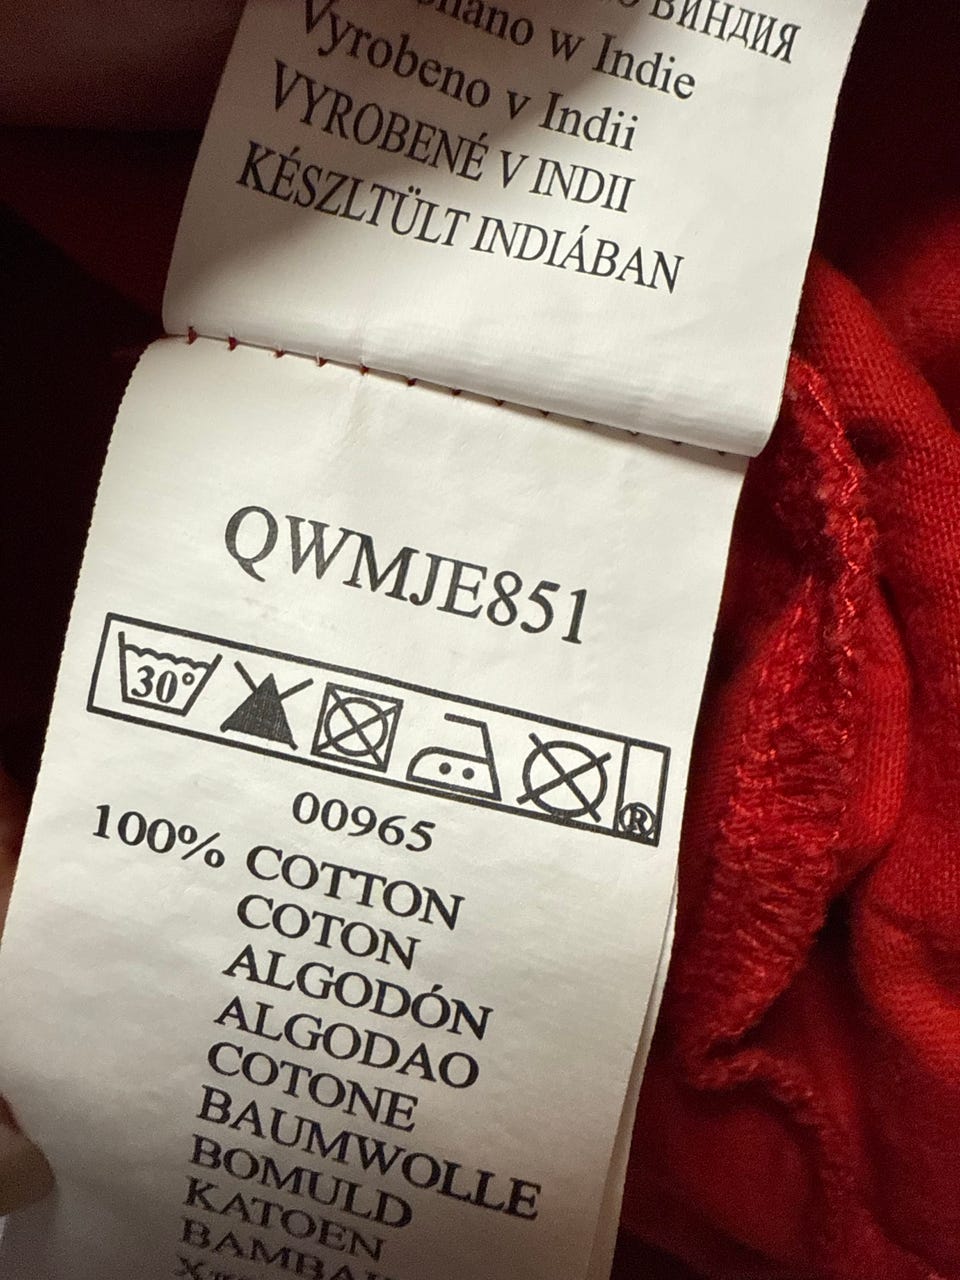 ВИНДИЯ
w Indie
Vyrobeno v Indii
VYROBENÉ V INDII
KÉSZLTÜLT INDIÁBAN
QWMJE851
30°
®
00965
100% COTTON
COTON
ALGODÓN
ALGODAO
COTONE
BAUMWOLLE
BOMULD
KATOEN